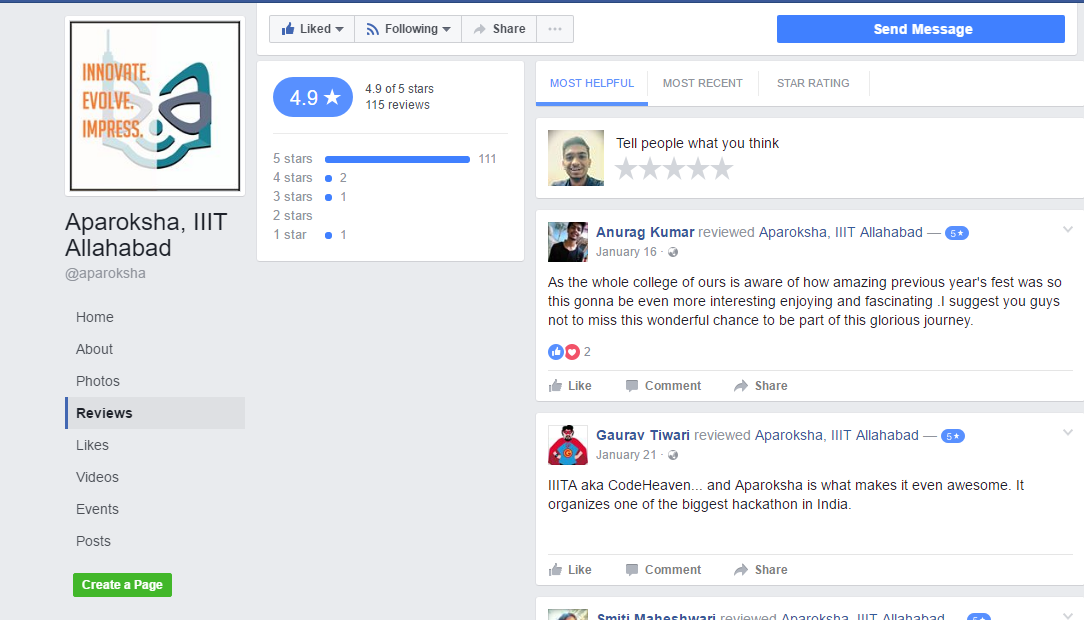 INNOVATE.
EVOLVE.
IMPRESS.
Aparoksha, IIIT
Allahabad
@aparoksha
Home
About
Photos
Reviews
Likes
Videos
Events
Posts
Create a Page
Liked
Following
Share
Send Message
4.9
4.9 of 5 stars
115 reviews
5 stars 111
4 stars 2
3 stars 1
2 stars
1 star 1
MOST HELPFUL MOST RECENT STAR RATING
Tell people what you think
Anurag Kumar reviewed Aparoksha, IIIT Allahabad — 5★
January 16 ·
As the whole college of ours is aware of how amazing previous year's fest was so
this gonna be even more interesting enjoying and fascinating .I suggest you guys
not to miss this wonderful chance to be part of this glorious journey.
2
Like Comment Share
Gaurav Tiwari reviewed Aparoksha, IIIT Allahabad — 5★
January 21 ·
IIITA aka CodeHeaven... and Aparoksha is what makes it even awesome. It
organizes one of the biggest hackathon in India.
Like Comment Share
Smiti Maheshwari reviewed Aparoksha, IIIT Allahabad — 5★